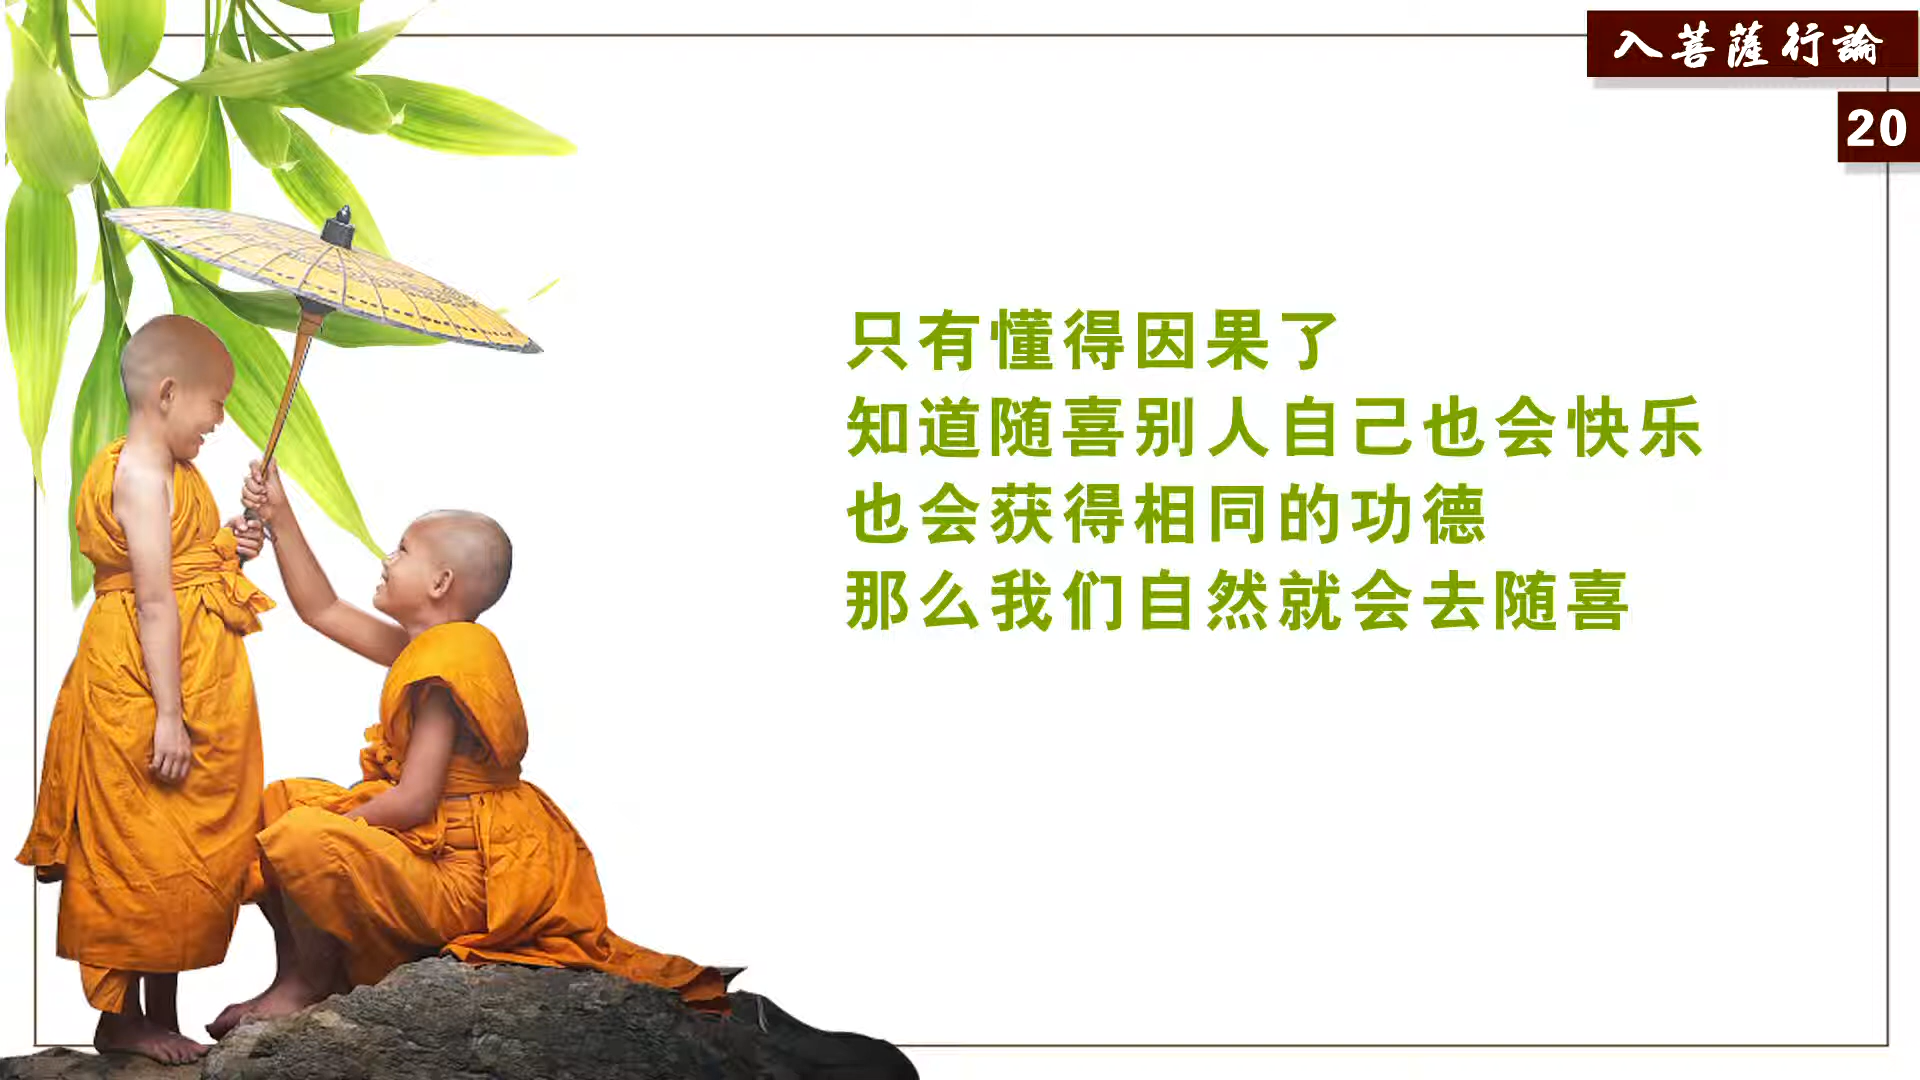 入菩薩行論
20
只有懂得因果了
知道随喜别人自己也会快乐
也会获得相同的功德
那么我们自然就会去随喜